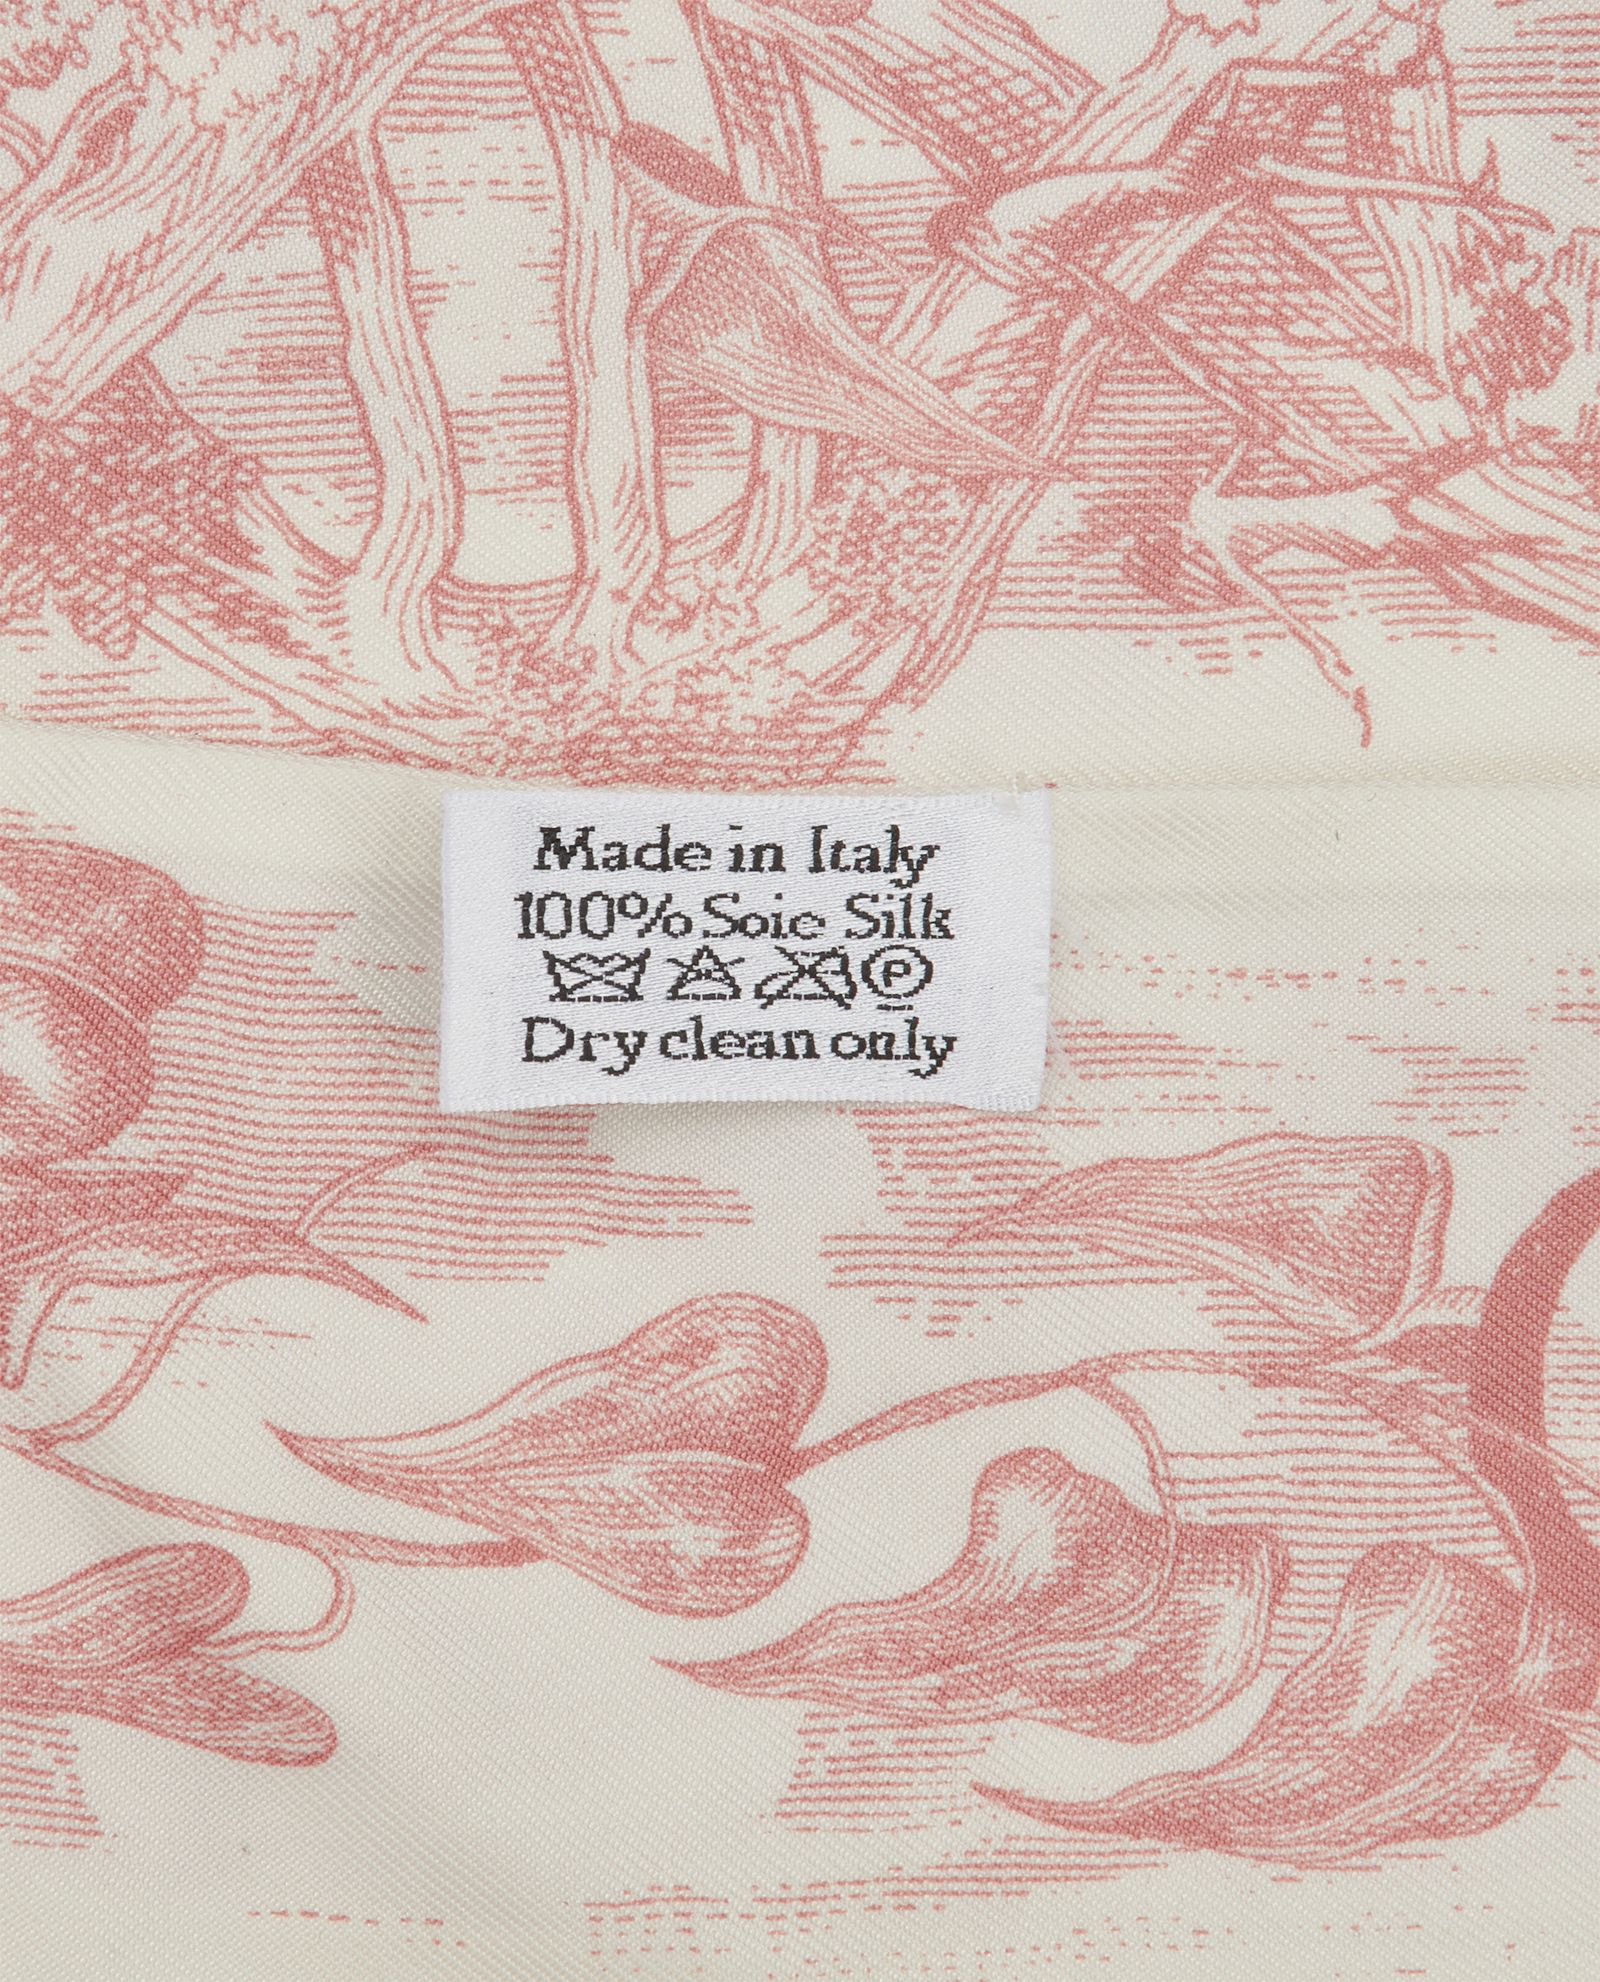 Made in Italy
100% Soie Silk
P
Dry clean only